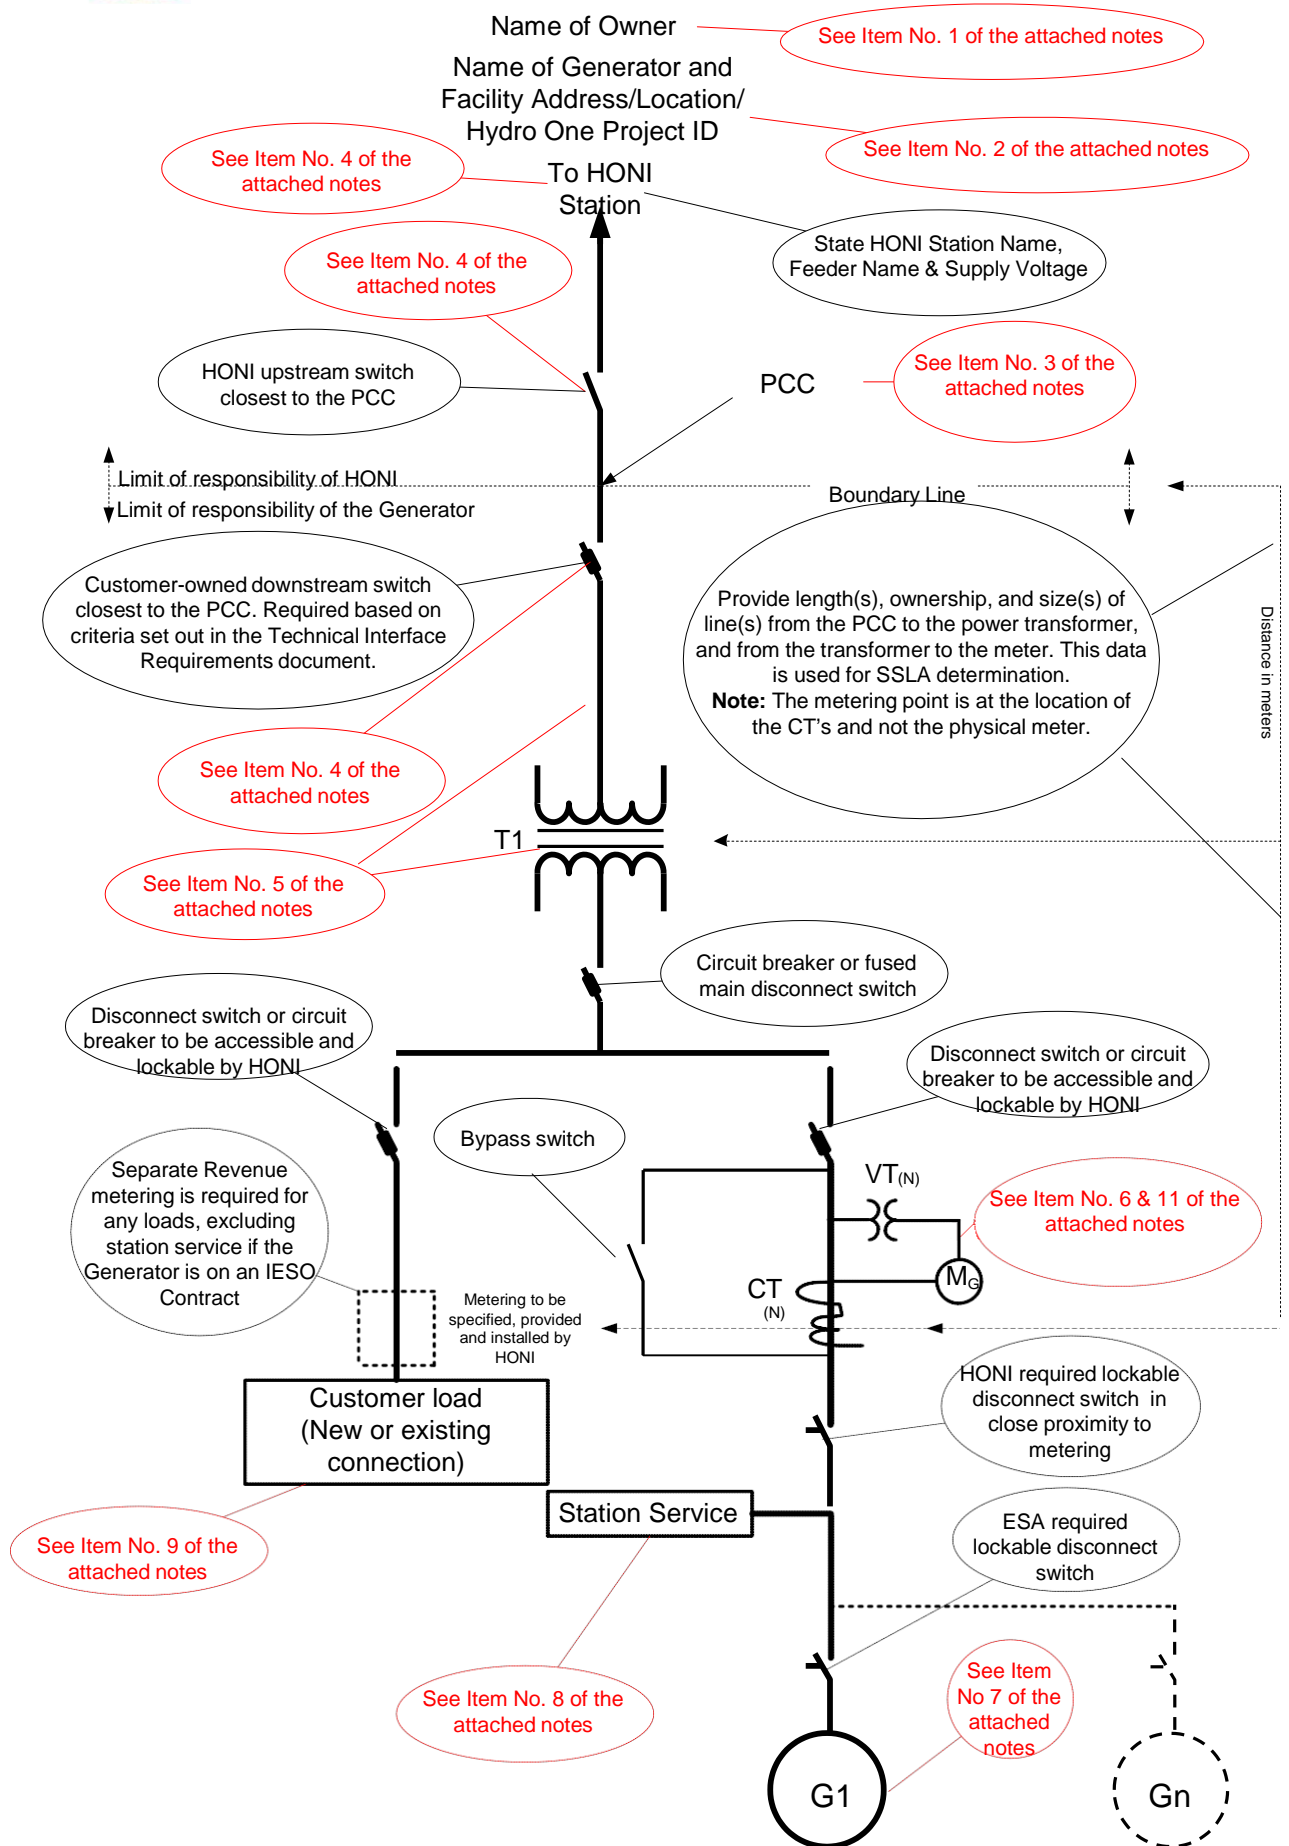 Name of Owner
See Item No. 1 of the attached notes
Name of Generator and
Facility Address/Location/
Hydro One Project ID
See Item No. 2 of the attached notes
See Item No. 4 of the
attached notes
To HONI
Station
State HONI Station Name,
Feeder Name & Supply Voltage
See Item No. 4 of the
attached notes
HONI upstream switch
closest to the PCC
PCC
See Item No. 3 of the
attached notes
Limit of responsibility of HONI
Limit of responsibility of the Generator
Boundary Line
Customer-owned downstream switch
closest to the PCC. Required based on
criteria set out in the Technical Interface
Requirements document.
Provide length(s), ownership, and size(s) of
line(s) from the PCC to the power transformer,
and from the transformer to the meter. This data
is used for SSLA determination.
Note: The metering point is at the location of
the CT's and not the physical meter.
Distance in meters
See Item No. 4 of the
attached notes
T1
See Item No. 5 of the
attached notes
Circuit breaker or fused
main disconnect switch
Disconnect switch or circuit
breaker to be accessible and
lockable by HONI
Disconnect switch or circuit
breaker to be accessible and
lockable by HONI
Bypass switch
Separate Revenue
metering is required for
any loads, excluding
station service if the
Generator is on an IESO
Contract
VT(N)
See Item No. 6 & 11 of the
attached notes
MG
CT
(N)
Metering to be
specified, provided
and installed by
HONI
HONI required lockable
disconnect switch in
close proximity to
metering
Customer load
(New or existing
connection)
Station Service
ESA required
lockable disconnect
switch
See Item No. 9 of the
attached notes
See Item No. 8 of the
attached notes
See Item
No 7 of the
attached
notes
G1
Gn